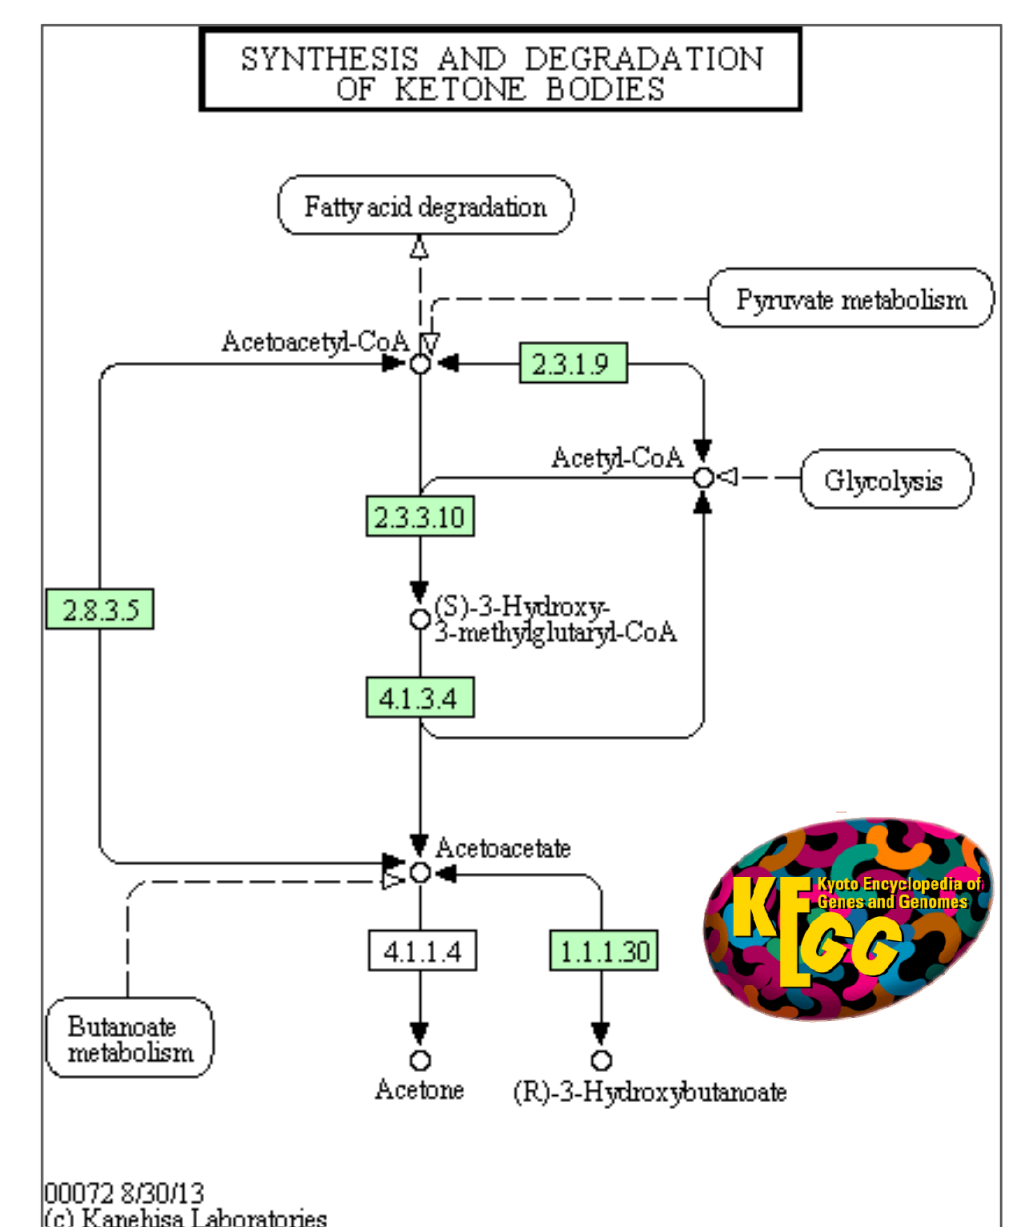 SYNTHESIS AND DEGRADATION
OF KETONE BODIES
Fatty acid degradation
Pyruvate metabolism
Acetoacetyl-CoA
2.3.1.9
Acetyl-CoA
Glycolysis
2.3.3.10
2.8.3.5
(S)-3-Hydroxy-
3-methylglutaryl-CoA
4.1.3.4
Acetoacetate
KEGG
Kyoto Encyclopedia of
Genes and Genomes
4.1.1.4
1.1.1.30
Butanoate
metabolism
Acetone
(R)-3-Hydroxybutanoate
00072 8/30/13
(c) Kanehisa Laboratories